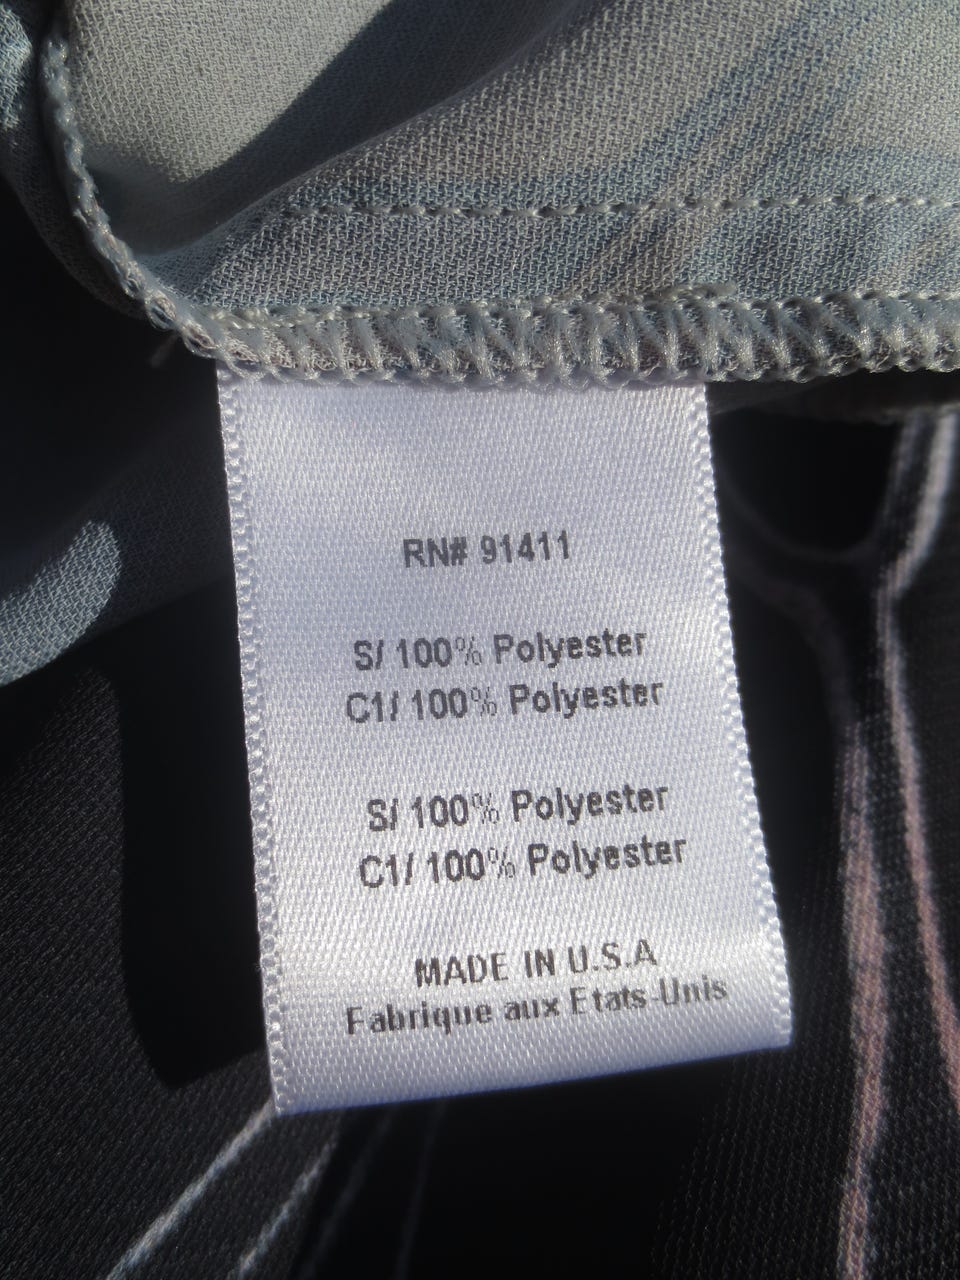 RN# 91411
S/ 100% Polyester
C1/ 100% Polyester
S/ 100% Polyester
C1/ 100% Polyester
MADE IN U.S.A
Fabrique aux Etats-Unis